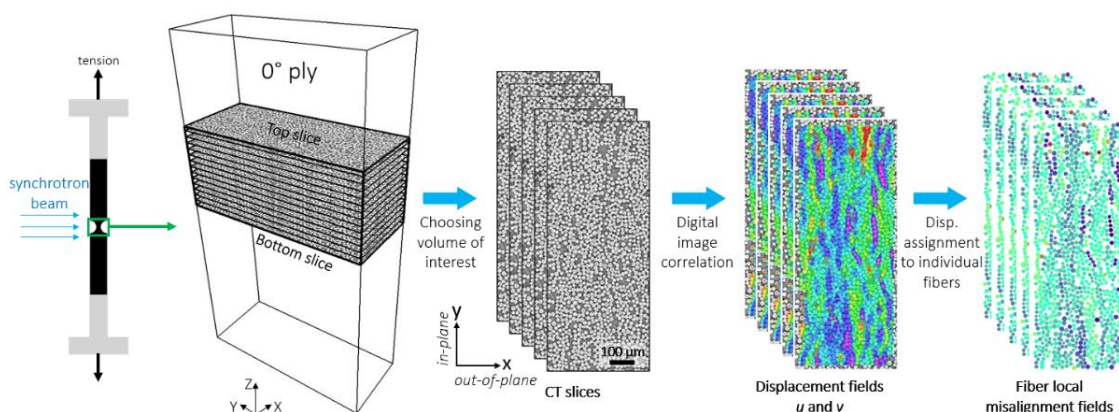 tension
synchrotron
beam
0° ply
Top slice
Bottom slice
Z
Y
X
Choosing
volume of
interest
y
in-plane
x
out-of-plane
100 µm
CT slices
Digital
image
correlation
Displacement fields
u and v
Disp.
assignment
to individual
fibers
Fiber local
misalignment fields